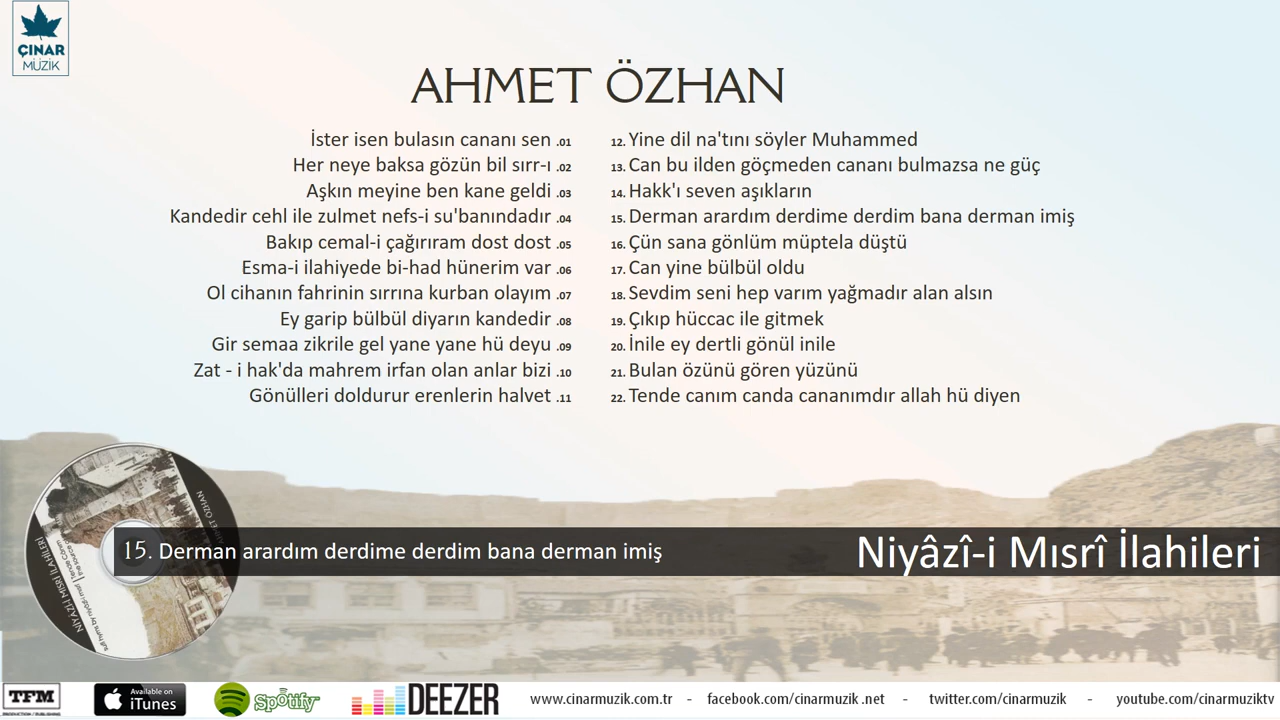 ÇINAR
MÜZİK
AHMET ÖZHAN
İster isen bulasın cananı sen .01
Her neye baksa gözün bil sırr-ı .02
Aşkın meyine ben kane geldi .03
Kandedir cehl ile zulmet nefs-i su'banındadır .04
Bakıp cemal-i çağırıram dost dost .05
Esma-i ilahiyede bi-had hünerim var .06
Ol cihanın fahrinin sırrına kurban olayım .07
Ey garip bülbül diyarın kandedir .08
Gir semaa zikrile gel yane yane hü deyu .09
Zat - i hak'da mahrem irfan olan anlar bizi .10
Gönülleri doldurur erenlerin halvet .11
12. Yine dil na'tını söyler Muhammed
13. Can bu ilden göçmeden cananı bulmazsa ne güç
14. Hakk'ı seven aşıkların
15. Derman arardım derdime derdim bana derman imiş
16. Çün sana gönlüm müptela düştü
17. Can yine bülbül oldu
18. Sevdim seni hep varım yağmadır alan alsın
19. Çıkıp hüccac ile gitmek
20. İnile ey dertli gönül inile
21. Bulan özünü gören yüzünü
22. Tende canım canda cananımdır allah hü diyen
NİYÂZÎ-İ MISRÎ İLAHİLERİ
AHMET ÖZHAN
15. Derman arardım derdime derdim bana derman imiş
Niyâzî-i Mısrî İlahileri
TFM
PRODUCTION / PUBLISHING
Available on
iTunes
Spotify
DEEZER
www.cinarmuzik.com.tr - facebook.com/cinarmuzik .net - twitter.com/cinarmuzik - youtube.com/cinarmuziktv